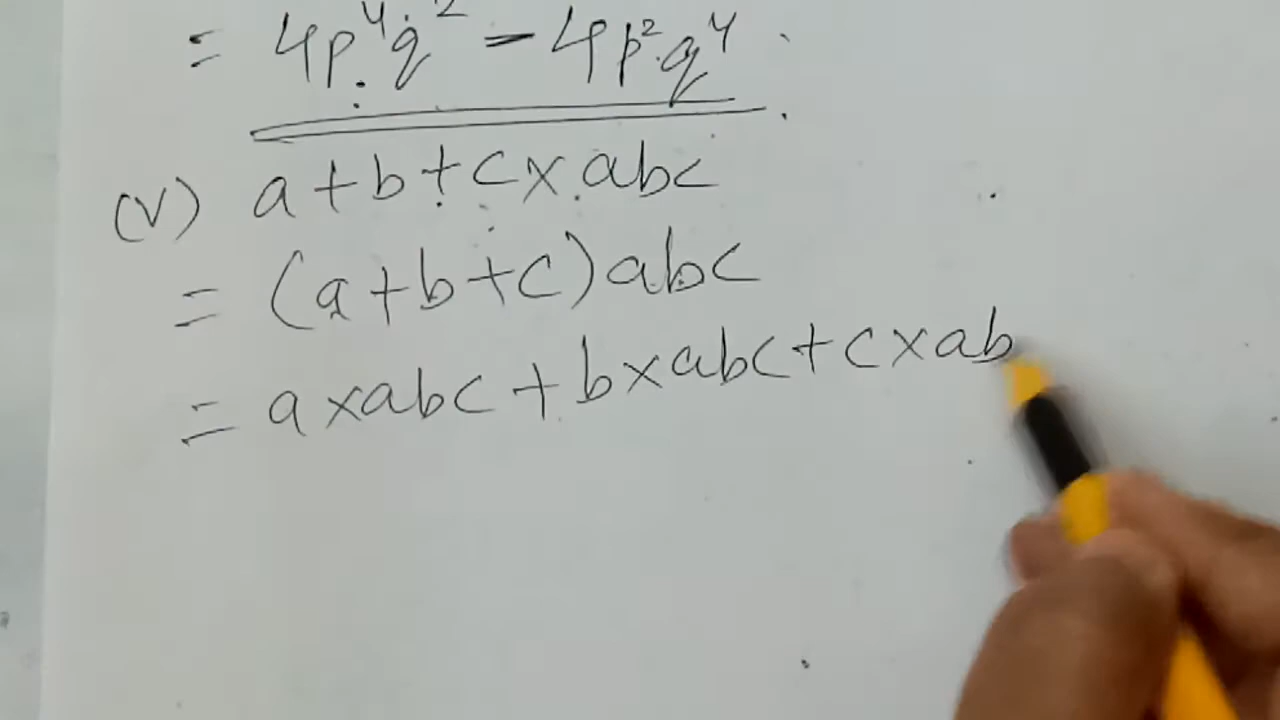 = 4p⁴q² - 4p²q⁴.
(v) a+b+c×abc
= (a+b+c)abc
= a×abc+b×abc+c×ab